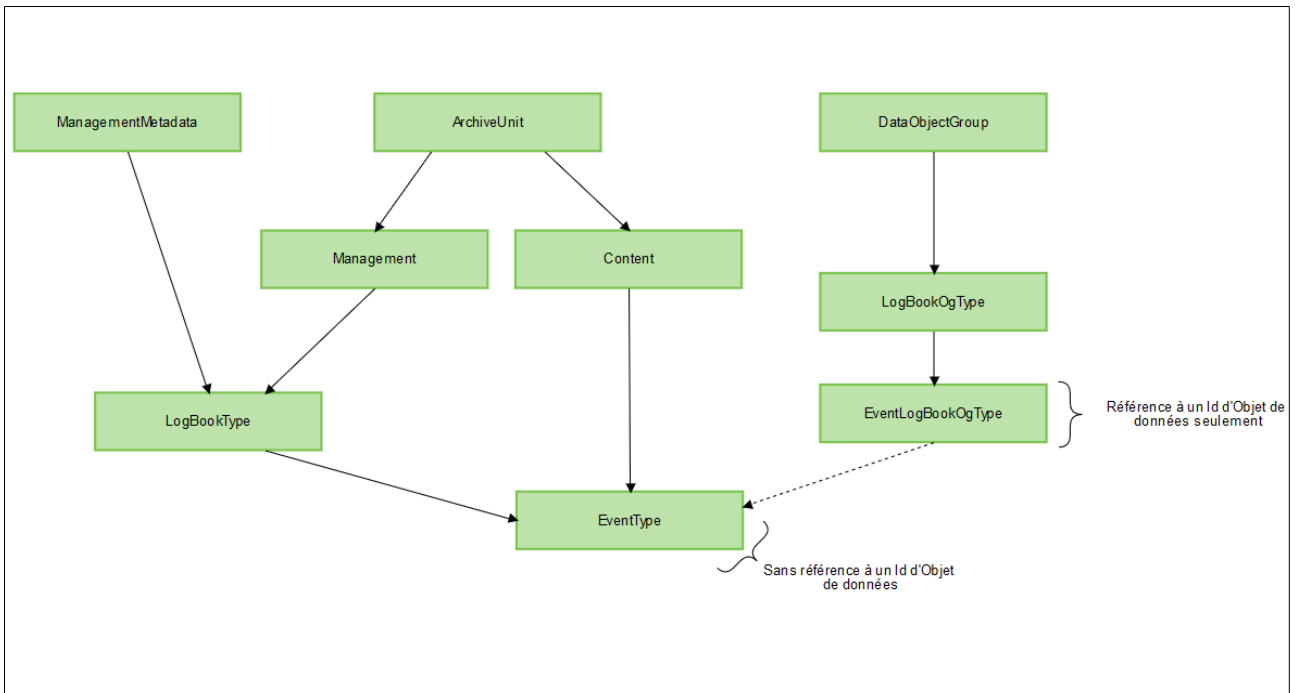 ManagementMetadata
ArchiveUnit
DataObjectGroup
Management
Content
LogBookOgType
LogBookType
EventLogBookOgType
Référence à un Id d'Objet de
données seulement
EventType
Sans référence à un Id d'Objet
de données